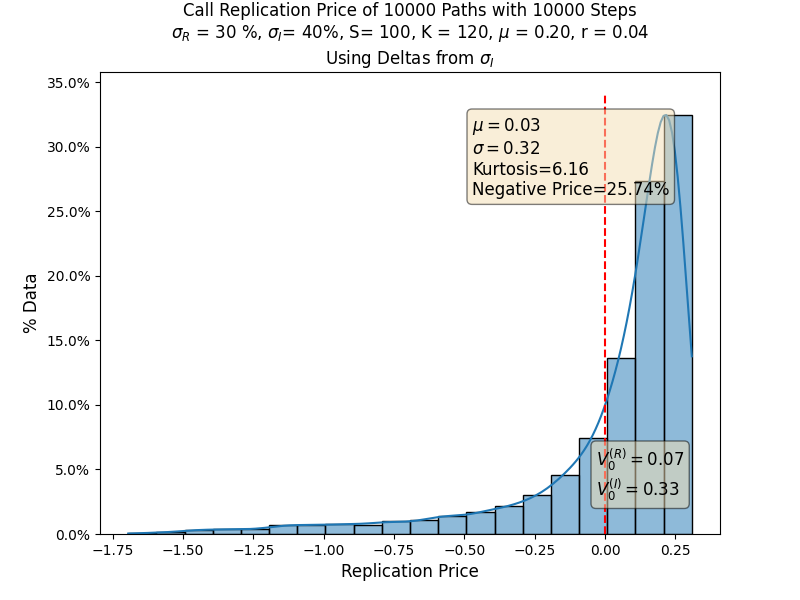 Call Replication Price of 10000 Paths with 10000 Steps
σ_R = 30 %, σ_I= 40%, S= 100, K = 120, μ = 0.20, r = 0.04
Using Deltas from σ_I
35.0%
30.0%
25.0%
20.0%
15.0%
10.0%
5.0%
0.0%
% Data
μ = 0.03
σ = 0.32
Kurtosis=6.16
Negative Price=25.74%
V_0^(R) = 0.07
V_0^(I) = 0.33
−1.75 −1.50 −1.25 −1.00 −0.75 −0.50 −0.25 0.00 0.25
Replication Price